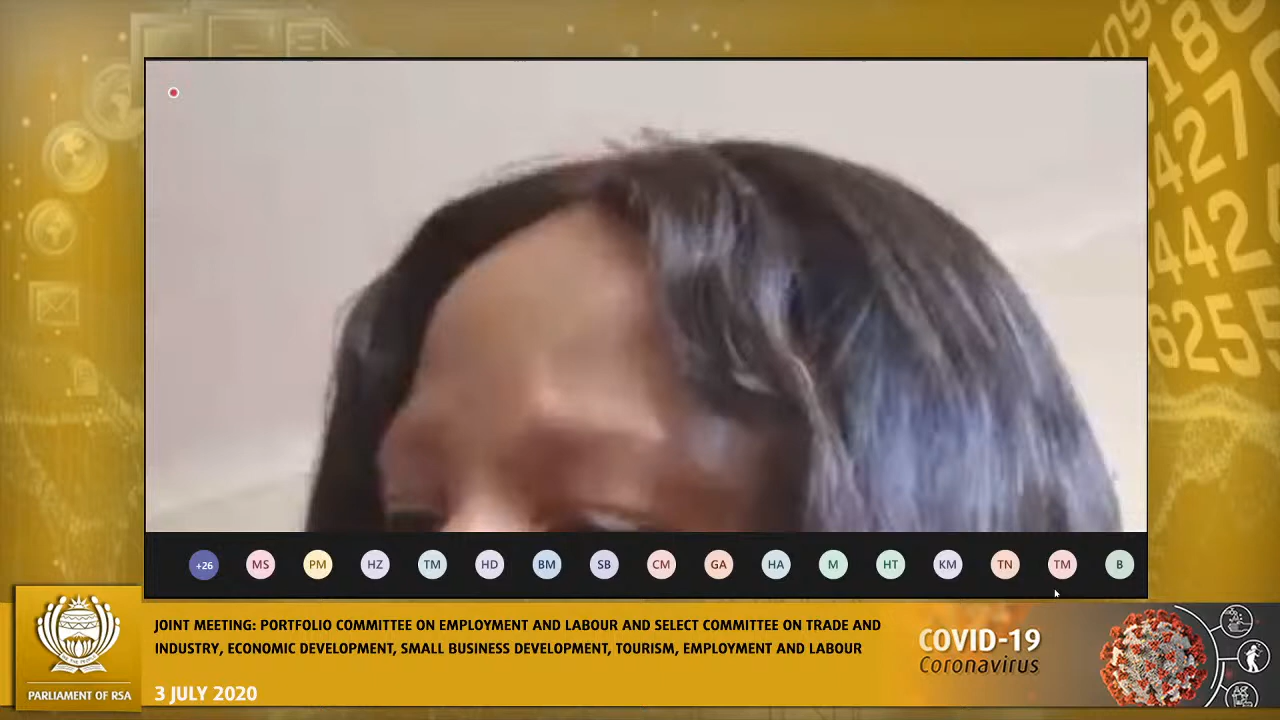 +26 MS PM HZ TM HD BM SB CM GA HA M HT KM TN TM B
JOINT MEETING: PORTFOLIO COMMITTEE ON EMPLOYMENT AND LABOUR AND SELECT COMMITTEE ON TRADE AND
INDUSTRY, ECONOMIC DEVELOPMENT, SMALL BUSINESS DEVELOPMENT, TOURISM, EMPLOYMENT AND LABOUR
3 JULY 2020
PARLIAMENT OF RSA
COVID-19
Coronavirus